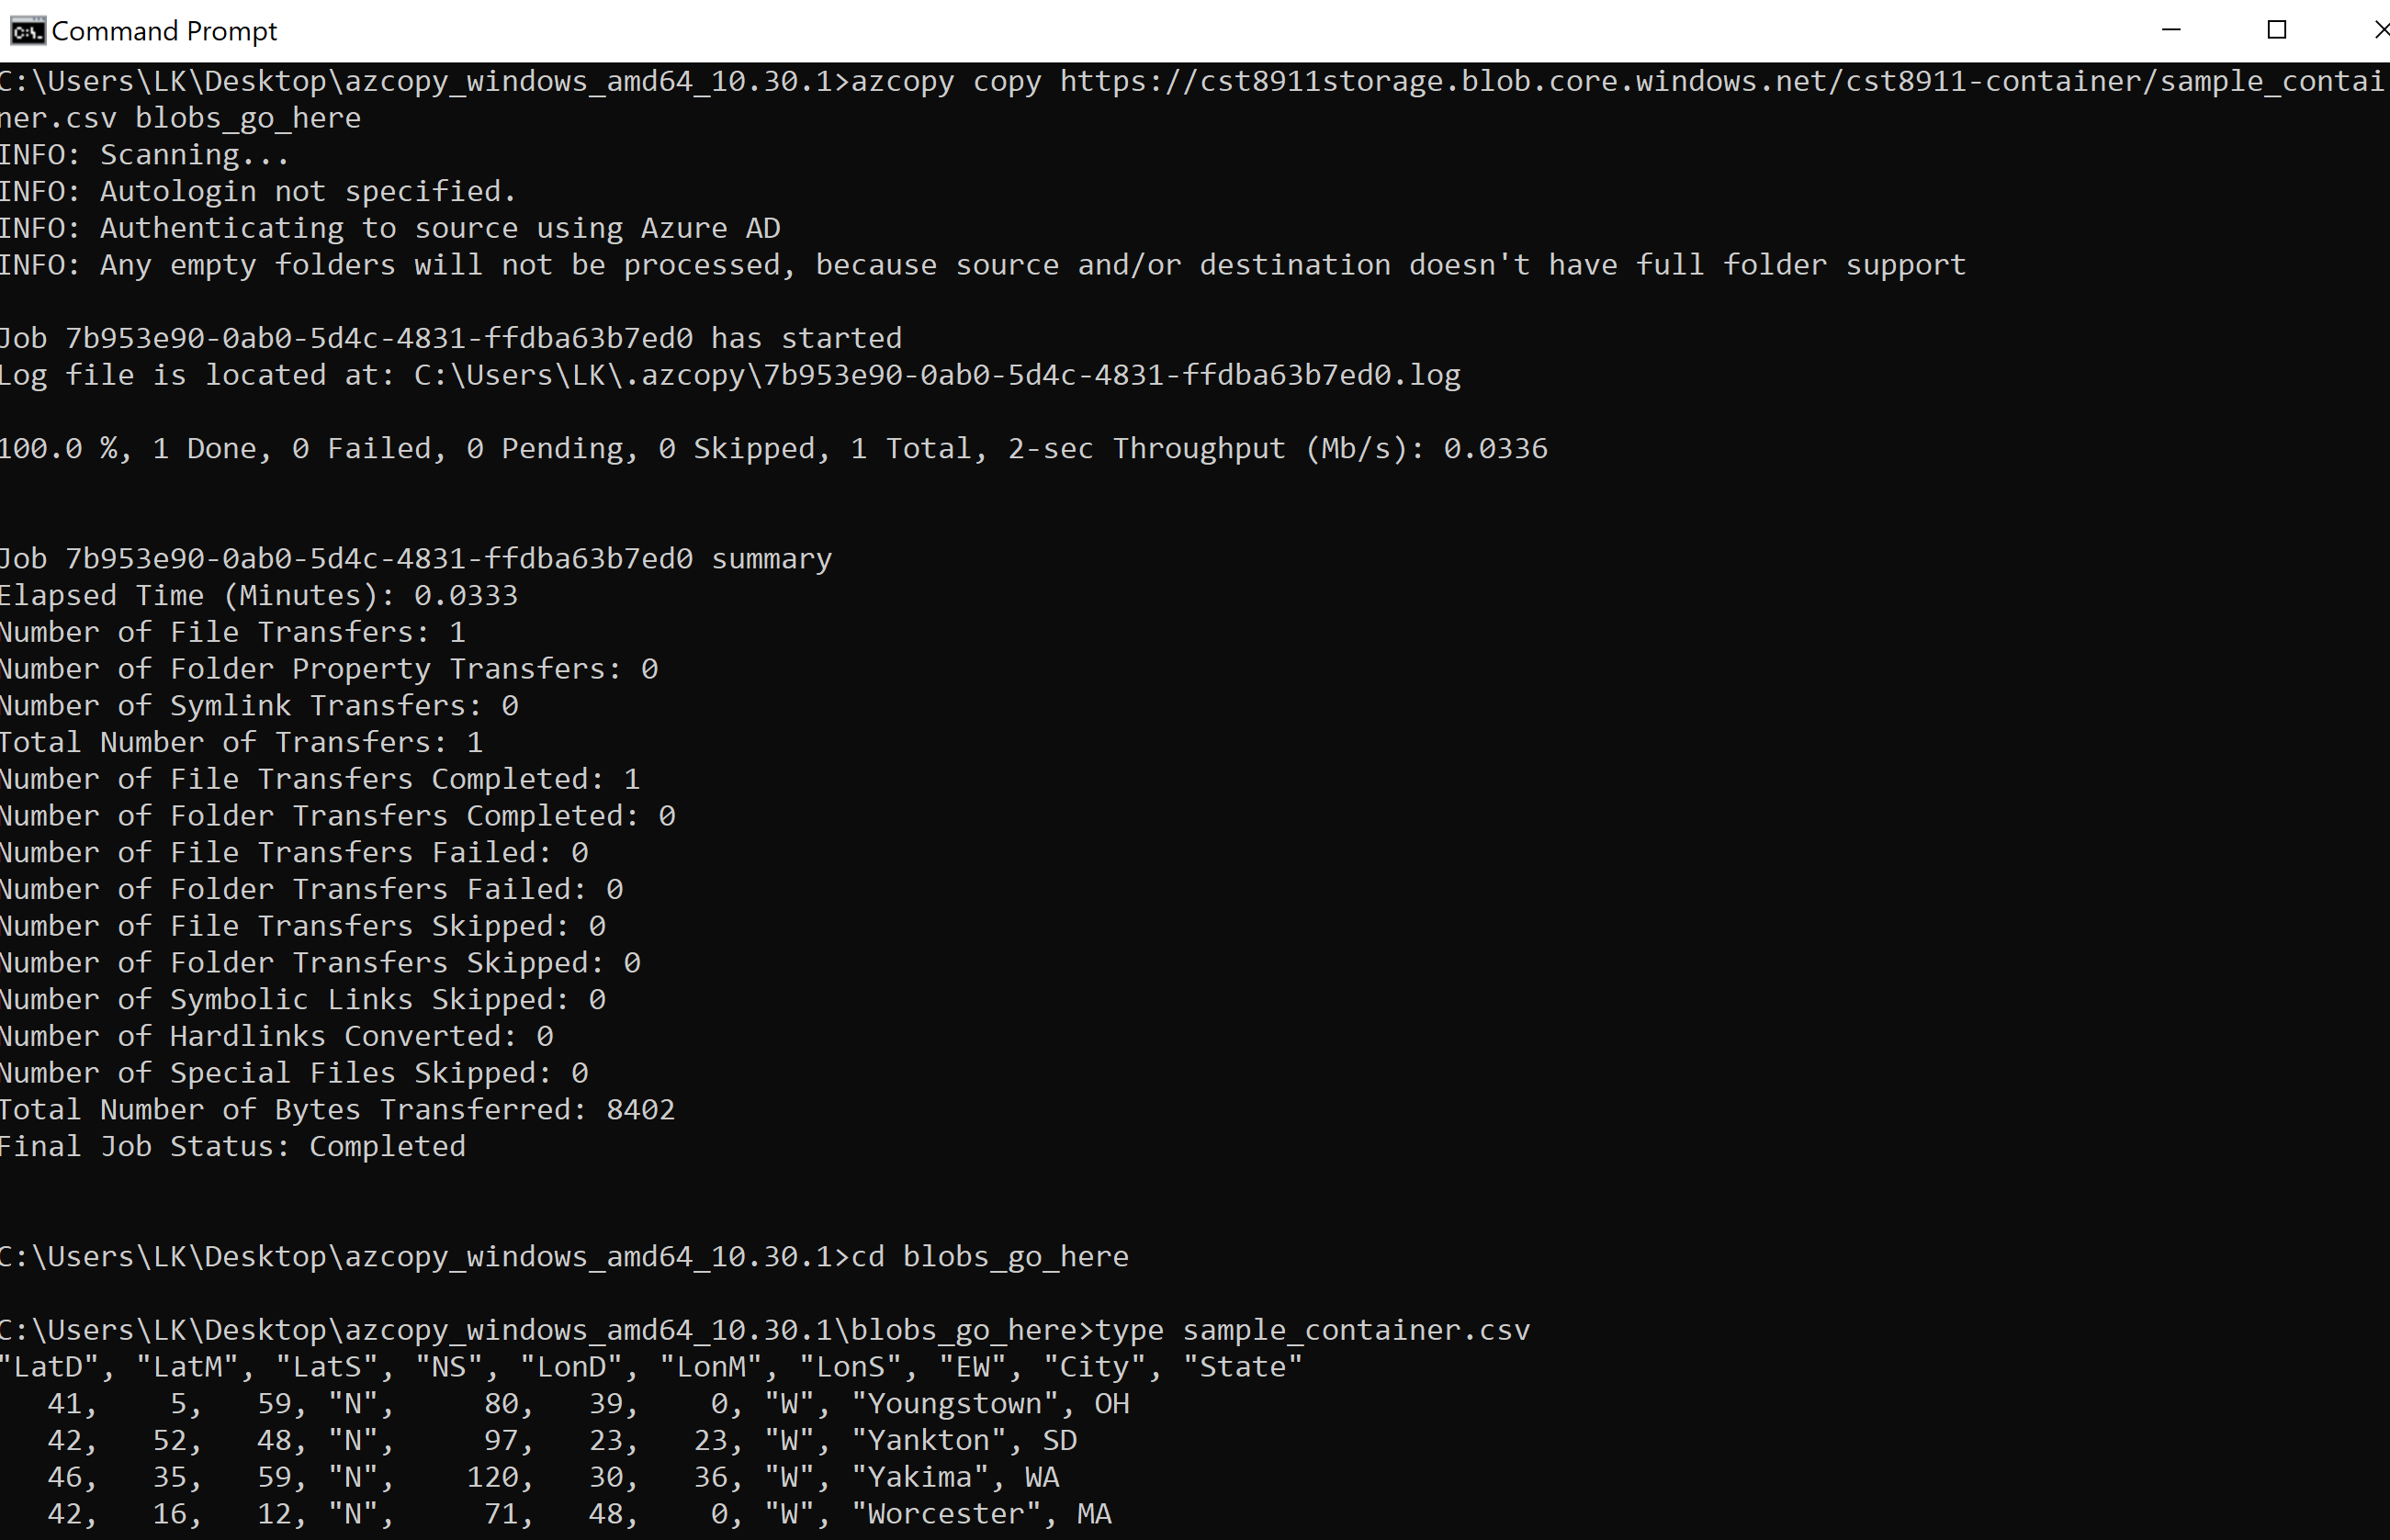 Command Prompt
C:\Users\LK\Desktop\azcopy_windows_amd64_10.30.1>azcopy copy https://cst8911storage.blob.core.windows.net/cst8911-container/sample_contai
ner.csv blobs_go_here
INFO: Scanning...
INFO: Autologin not specified.
INFO: Authenticating to source using Azure AD
INFO: Any empty folders will not be processed, because source and/or destination doesn't have full folder support
Job 7b953e90-0ab0-5d4c-4831-ffdba63b7ed0 has started
Log file is located at: C:\Users\LK\.azcopy\7b953e90-0ab0-5d4c-4831-ffdba63b7ed0.log
100.0 %, 1 Done, 0 Failed, 0 Pending, 0 Skipped, 1 Total, 2-sec Throughput (Mb/s): 0.0336
Job 7b953e90-0ab0-5d4c-4831-ffdba63b7ed0 summary
Elapsed Time (Minutes): 0.0333
Number of File Transfers: 1
Number of Folder Property Transfers: 0
Number of Symlink Transfers: 0
Total Number of Transfers: 1
Number of File Transfers Completed: 1
Number of Folder Transfers Completed: 0
Number of File Transfers Failed: 0
Number of Folder Transfers Failed: 0
Number of File Transfers Skipped: 0
Number of Folder Transfers Skipped: 0
Number of Symbolic Links Skipped: 0
Number of Hardlinks Converted: 0
Number of Special Files Skipped: 0
Total Number of Bytes Transferred: 8402
Final Job Status: Completed
C:\Users\LK\Desktop\azcopy_windows_amd64_10.30.1>cd blobs_go_here
C:\Users\LK\Desktop\azcopy_windows_amd64_10.30.1\blobs_go_here>type sample_container.csv
"LatD", "LatM", "LatS", "NS", "LonD", "LonM", "LonS", "EW", "City", "State"
   41,    5,   59, "N",     80,   39,    0, "W", "Youngstown", OH
   42,   52,   48, "N",     97,   23,   23, "W", "Yankton", SD
   46,   35,   59, "N",    120,   30,   36, "W", "Yakima", WA
   42,   16,   12, "N",     71,   48,    0, "W", "Worcester", MA